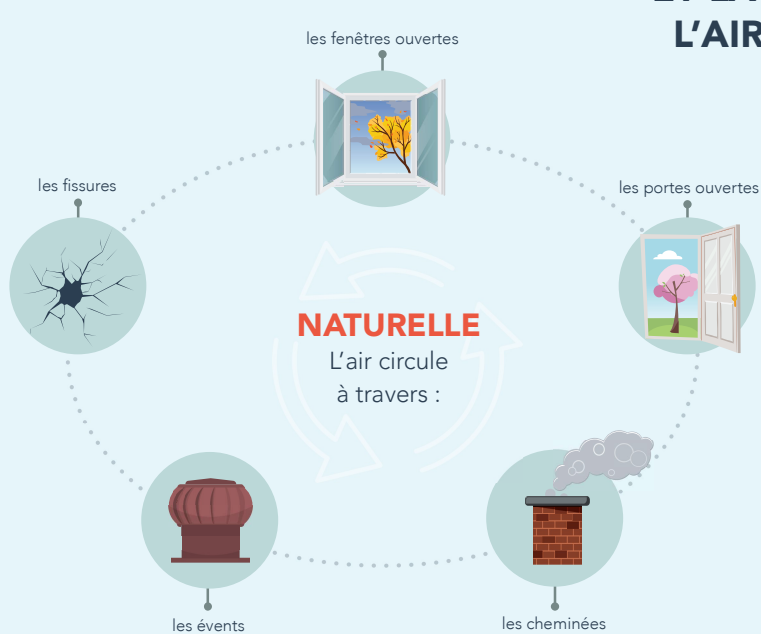 L'AIR
les fenêtres ouvertes
les fissures
les portes ouvertes
NATURELLE
L'air circule
à travers :
les évents
les cheminées